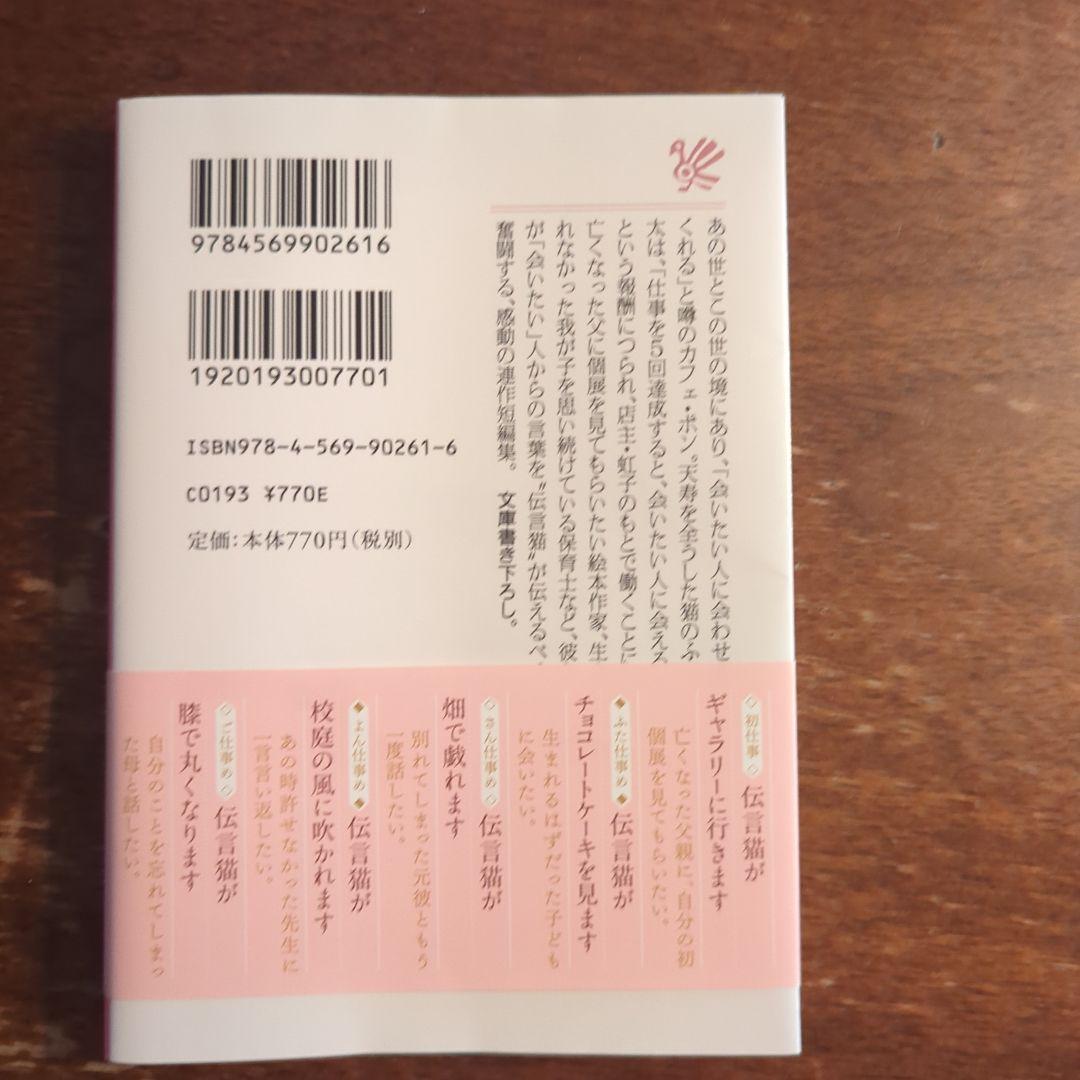 9784569902616
1920193007701
ISBN978-4-569-90261-6
C0193 ¥770E
定価：本体770円（税別）
あの世とこの世の境にあり、「会いたい人に会わせ
くれる」と噂のカフェ・ポン。天寿を全うした猫のふ
太は、「仕事を5回達成すると、会いたい人に会える
という報酬につられ、店主・虹子のもとで働くことに
亡くなった父に個展を見てもらいたい絵本作家、生
れなかった我が子を思い続けている保育士など、彼
が「会いたい」人からの言葉を〝伝言猫〟が伝えるべ
奮闘する、感動の連作短編集。　文庫書き下ろし。
◇初仕事◇ 伝言猫が
ギャラリーに行きます
亡くなった父親に、自分の初
個展を見てもらいたい。
◆ふた仕事め◆ 伝言猫が
チョコレートケーキを見ます
生まれるはずだった子ども
に会いたい。
◇さん仕事め◇ 伝言猫が
畑で戯れます
別れてしまった元彼ともう
一度話したい。
◆よん仕事め◆ 伝言猫が
校庭の風に吹かれます
あの時許せなかった先生に
一言言い返したい。
◇ご仕事め◇ 伝言猫が
膝で丸くなります
自分のことを忘れてしまっ
た母と話したい。